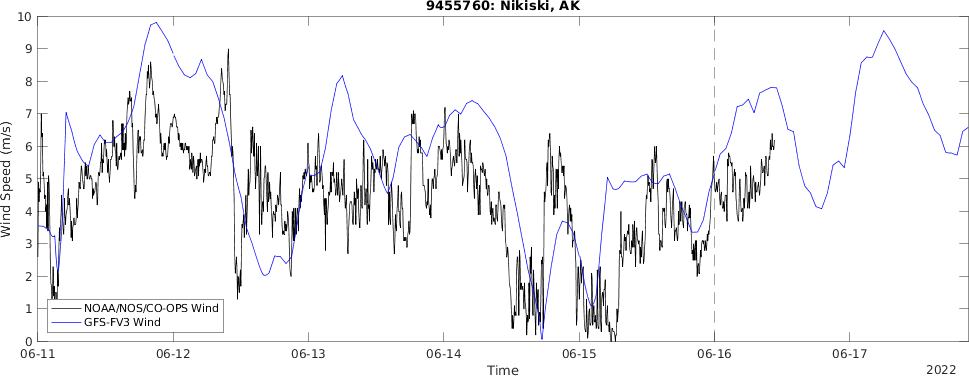 9455760: Nikiski, AK
Wind Speed (m/s)
10
9
8
7
6
5
4
3
2
1
0
NOAA/NOS/CO-OPS Wind
GFS-FV3 Wind
06-11 06-12 06-13 06-14 06-15 06-16 06-17
Time
2022